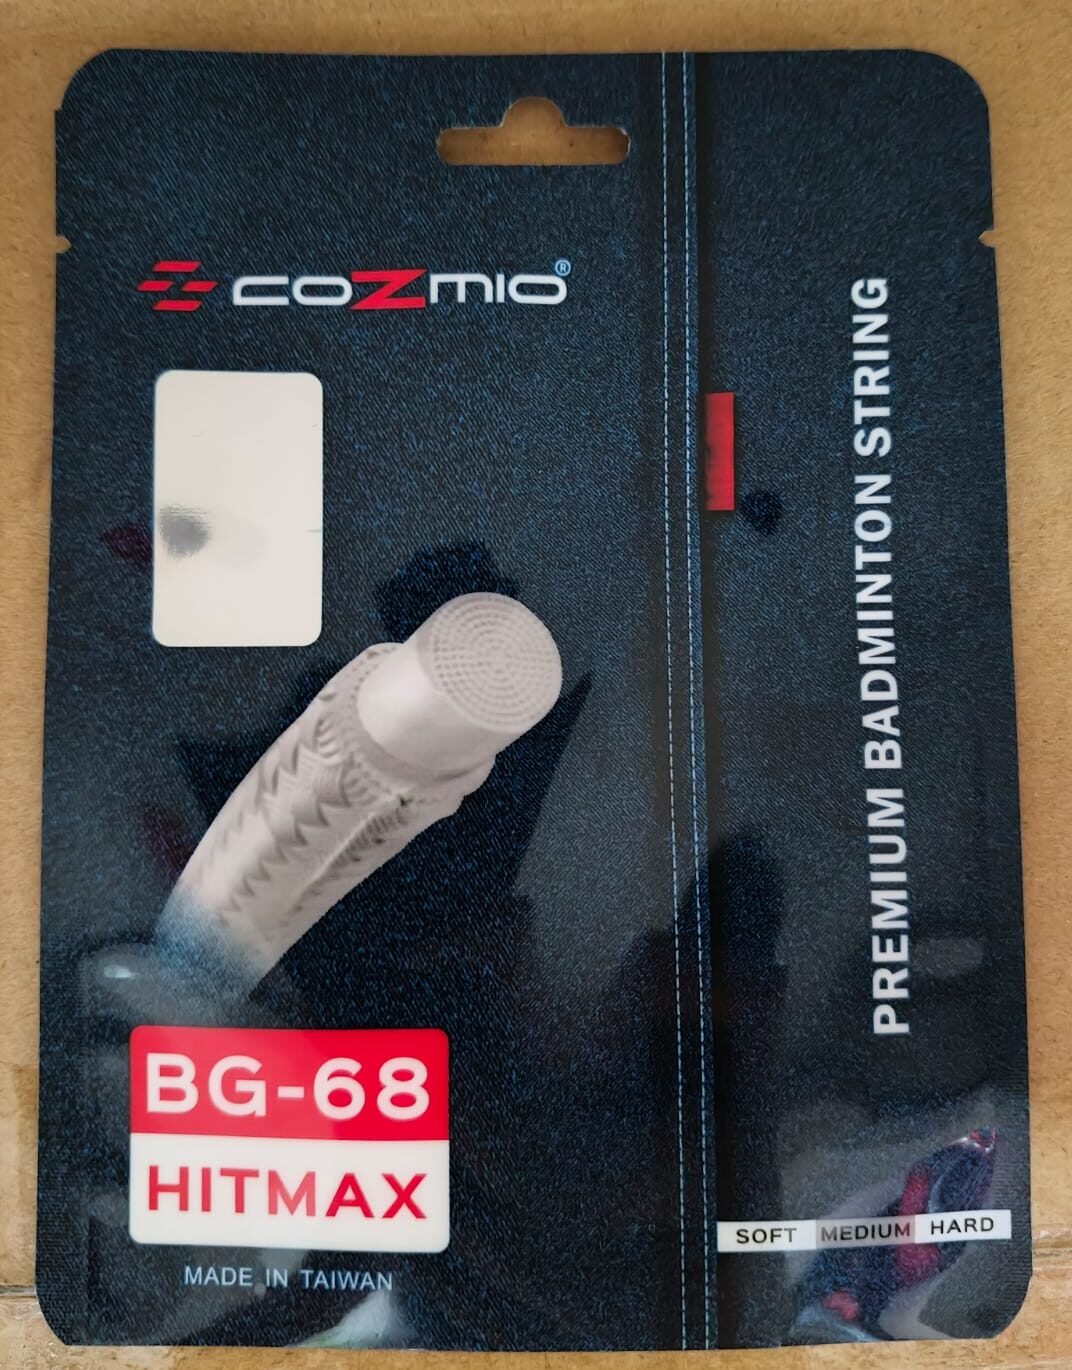 COZMIO®
PREMIUM BADMINTON STRING
BG-68
HITMAX
MADE IN TAIWAN
SOFT MEDIUM HARD